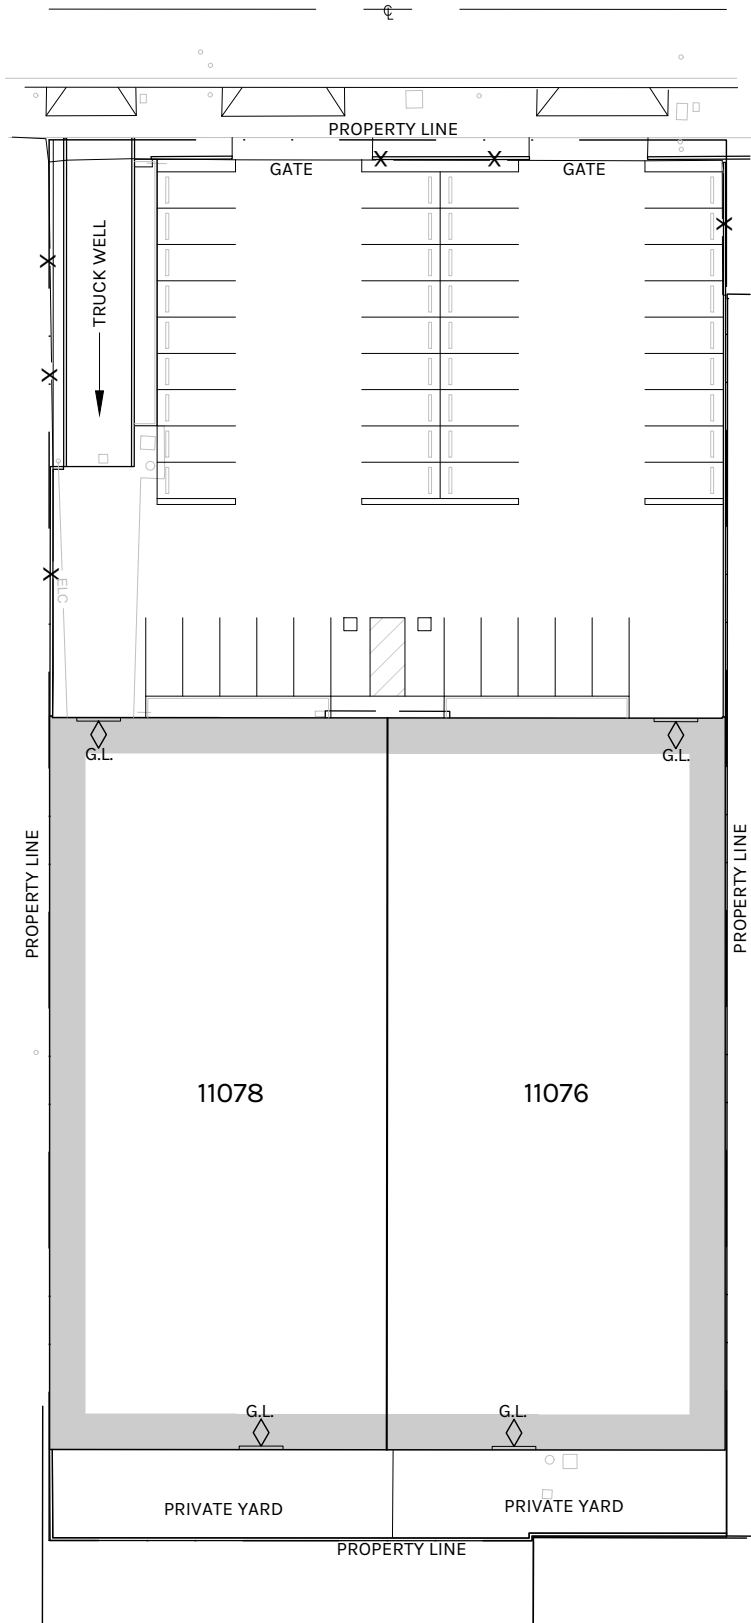 ℄
PROPERTY LINE
GATE
GATE
TRUCK WELL
ELC
G.L.
G.L.
PROPERTY LINE
PROPERTY LINE
11078
11076
G.L.
G.L.
PRIVATE YARD
PRIVATE YARD
PROPERTY LINE